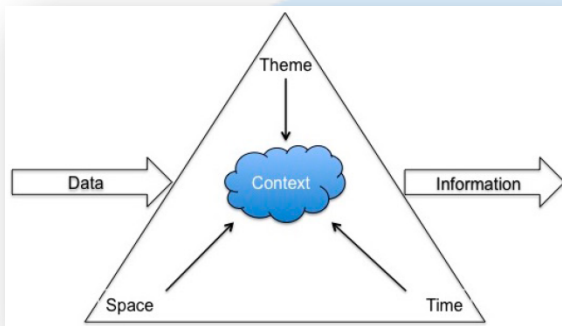 Theme
Data
Context
Information
Space
Time